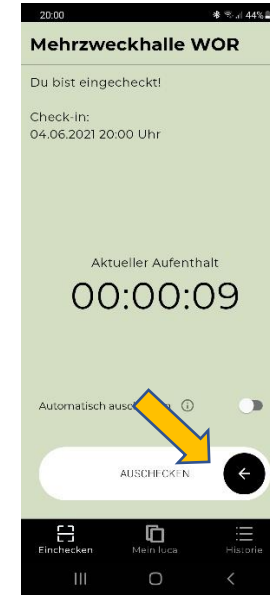 20:00 44%
Mehrzweckhalle WOR
Du bist eingecheckt!
Check-in:
04.06.2021 20:00 Uhr
Aktueller Aufenthalt
00:00:09
Automatisch
AUSCHECKEN
Einchecken Mein luca Historie